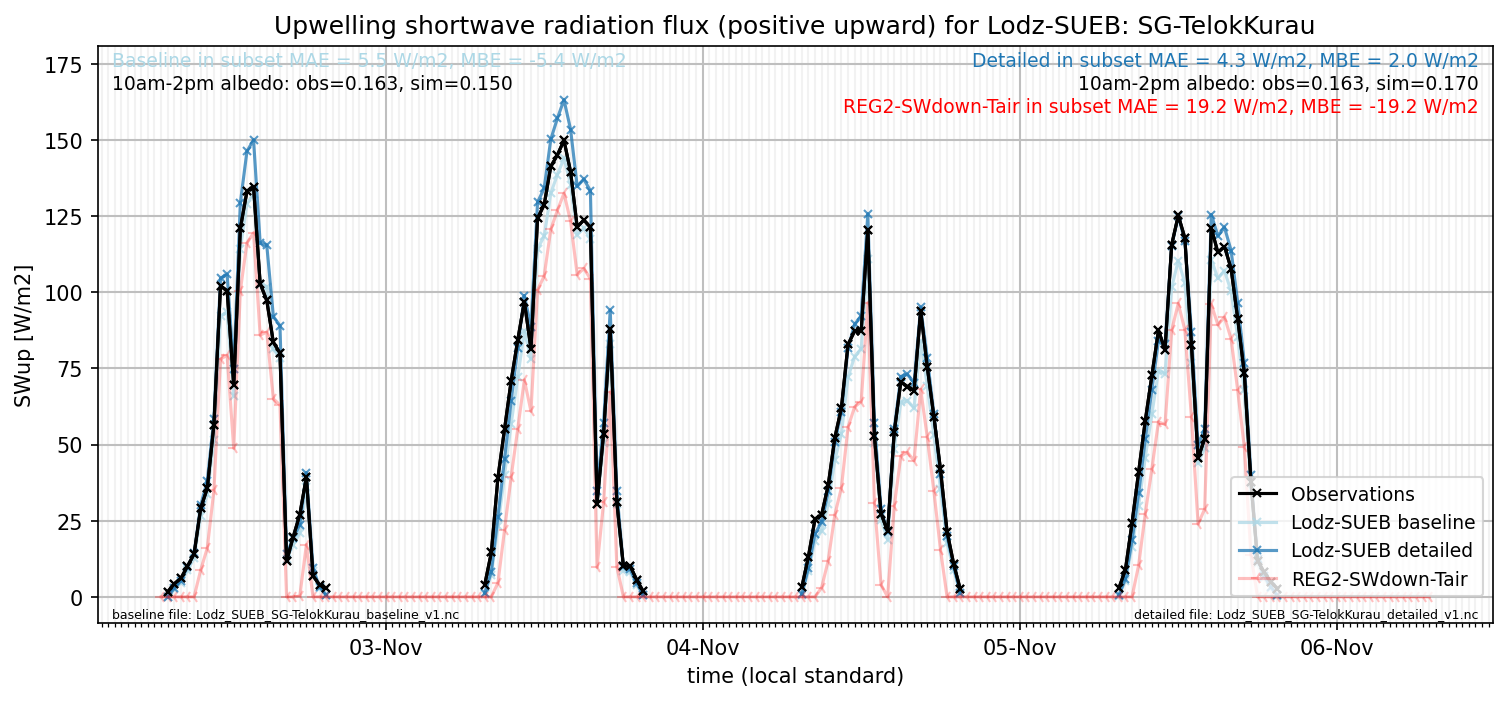 Upwelling shortwave radiation flux (positive upward) for Lodz-SUEB: SG-TelokKurau
Baseline in subset MAE = 5.5 W/m2, MBE = -5.4 W/m2
10am-2pm albedo: obs=0.163, sim=0.150
Detailed in subset MAE = 4.3 W/m2, MBE = 2.0 W/m2
10am-2pm albedo: obs=0.163, sim=0.170
REG2-SWdown-Tair in subset MAE = 19.2 W/m2, MBE = -19.2 W/m2
SWup [W/m2]
175
150
125
100
75
50
25
0
Observations
Lodz-SUEB baseline
Lodz-SUEB detailed
REG2-SWdown-Tair
baseline file: Lodz_SUEB_SG-TelokKurau_baseline_v1.nc
detailed file: Lodz_SUEB_SG-TelokKurau_detailed_v1.nc
03-Nov
04-Nov
05-Nov
06-Nov
time (local standard)